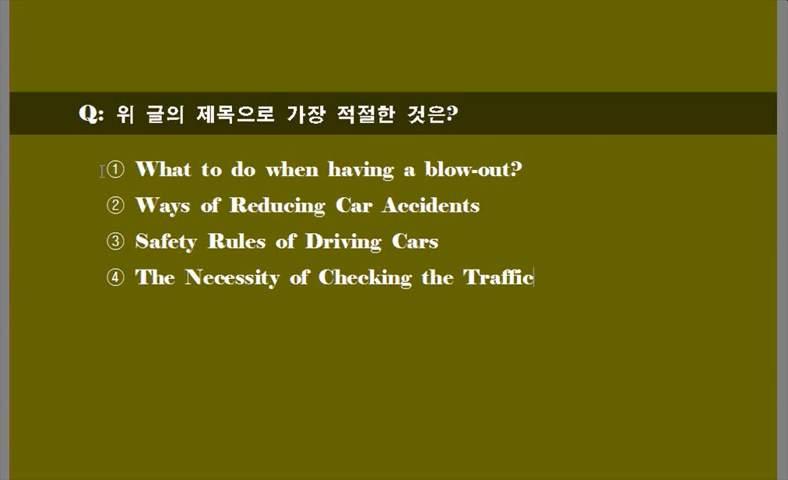 Q: 위 글의 제목으로 가장 적절한 것은?
① What to do when having a blow-out?
② Ways of Reducing Car Accidents
③ Safety Rules of Driving Cars
④ The Necessity of Checking the Traffic